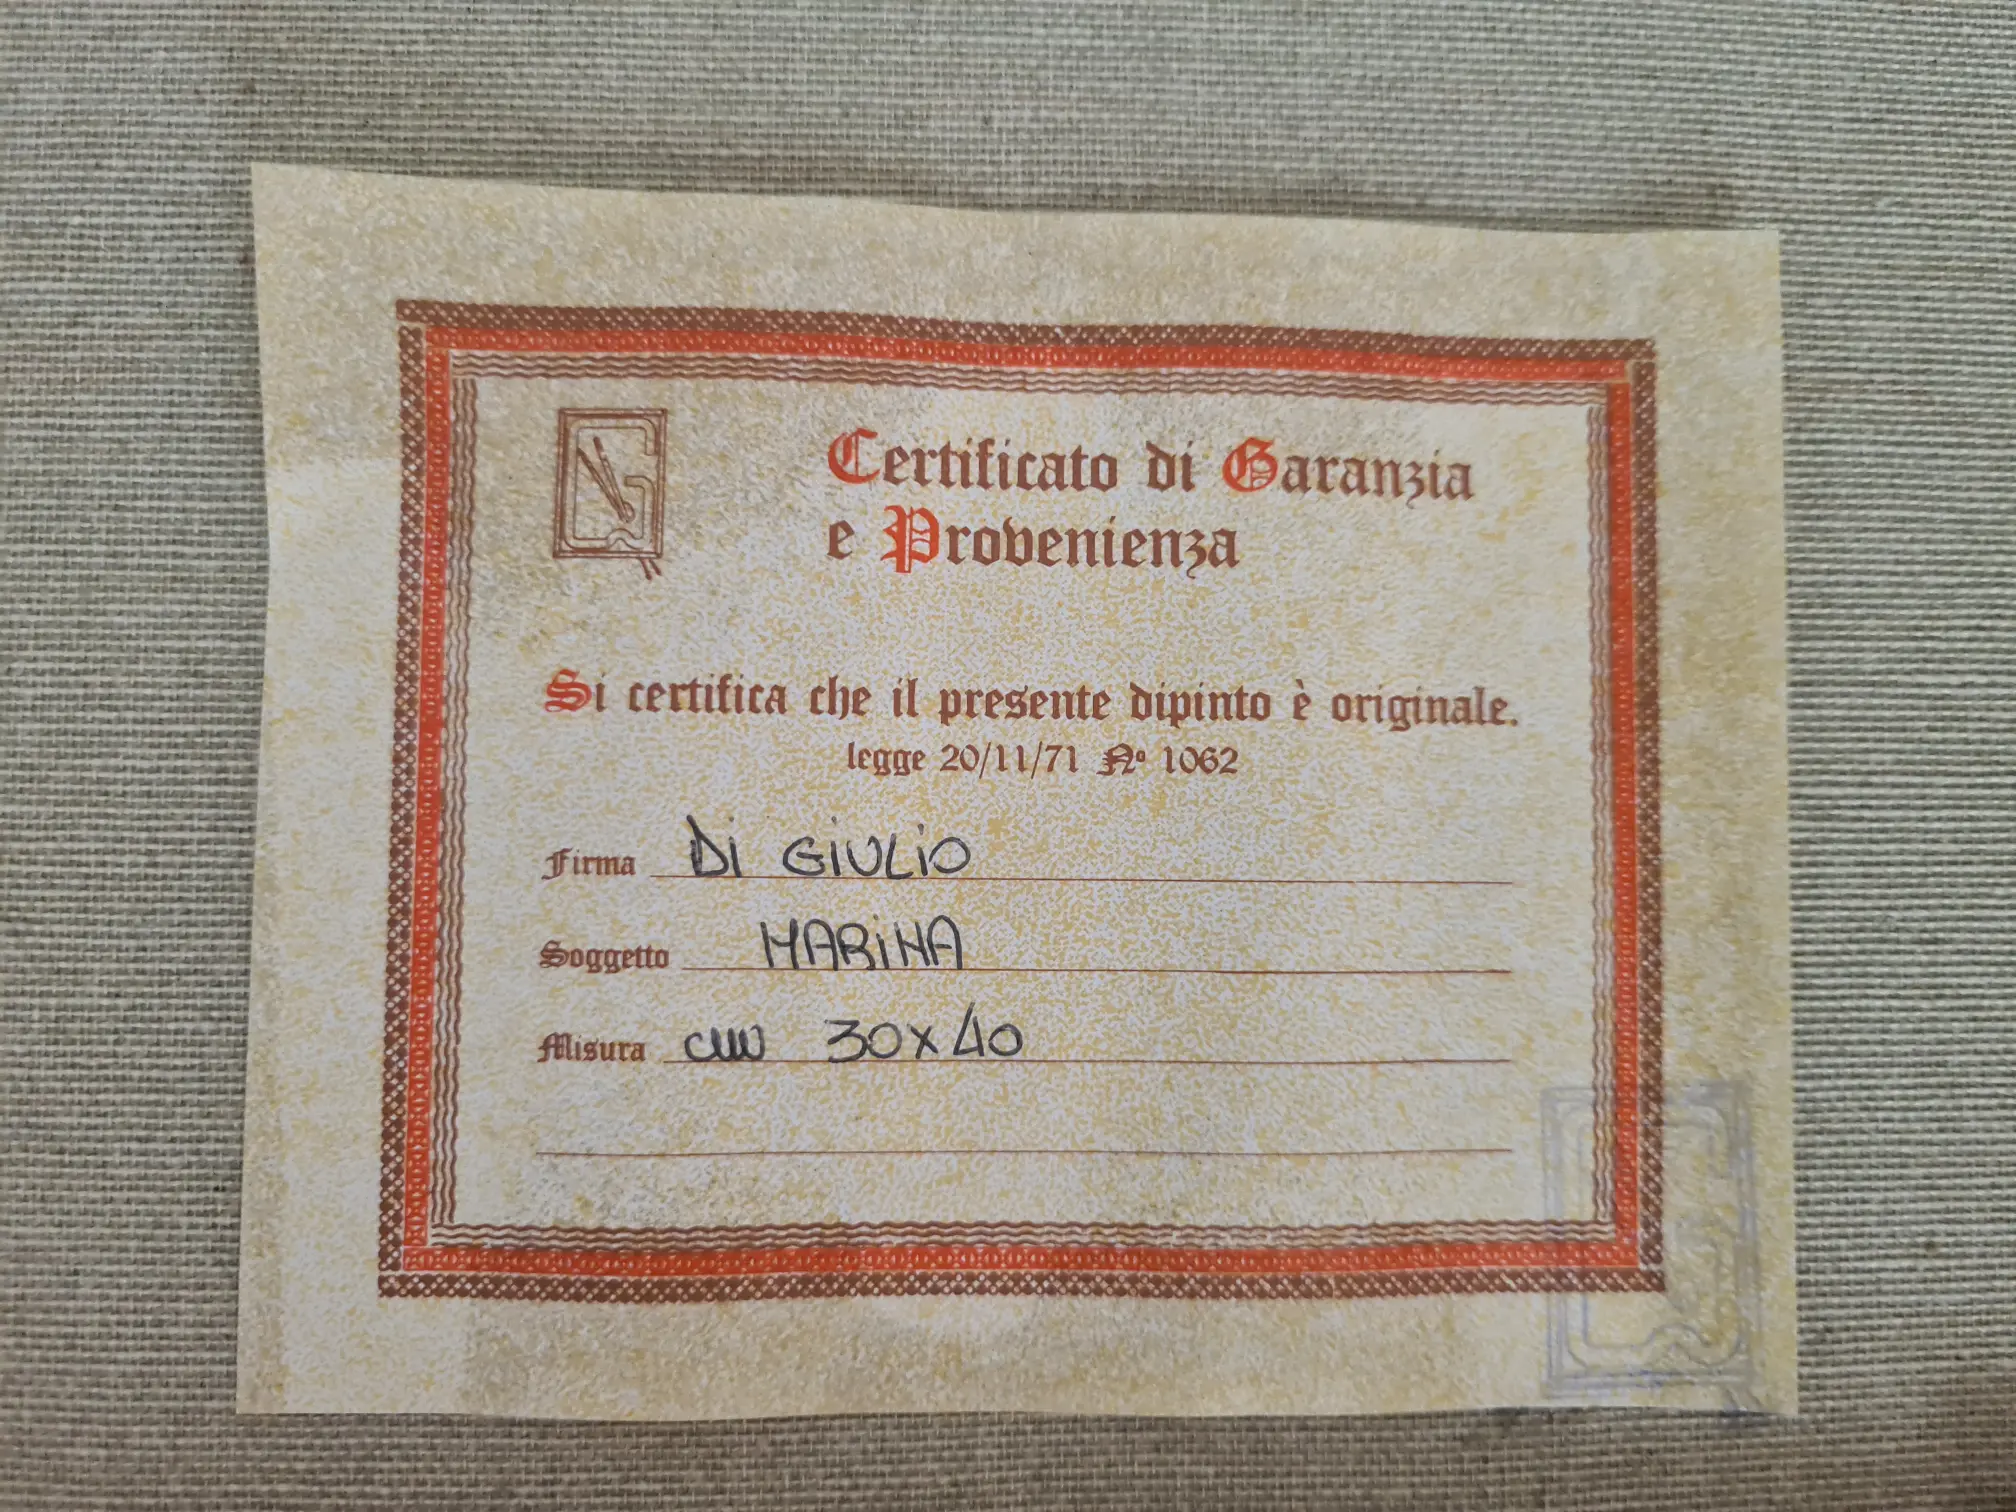 Certificato di Garanzia
e Provenienza
Si certifica che il presente dipinto è originale.
legge 20/11/71 Nº 1062
Firma DI GIULIO
Soggetto MARINA
Misura cm 30x40